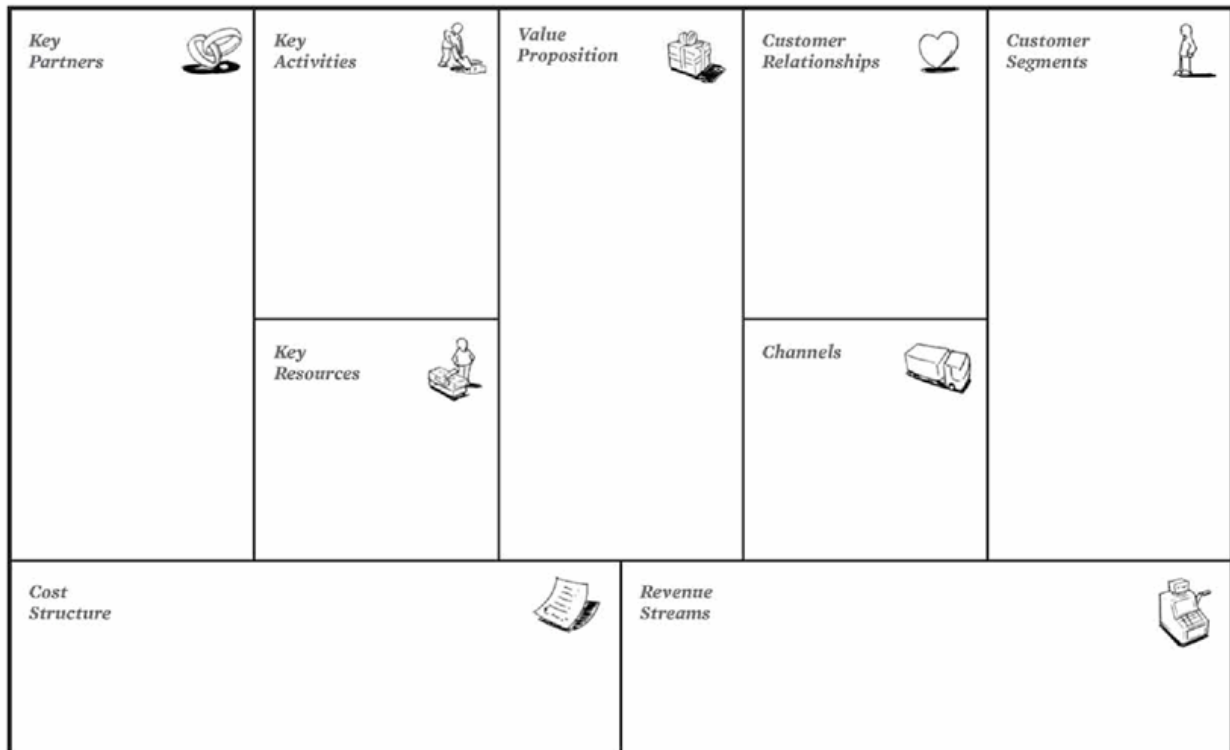 Key
Partners
Key
Activities
Value
Proposition
Customer
Relationships
Customer
Segments
Key
Resources
Channels
Cost
Structure
Revenue
Streams